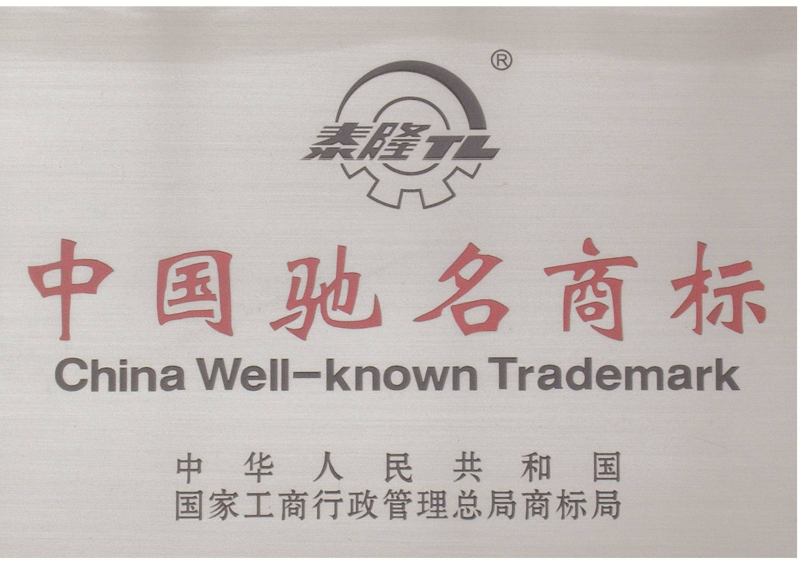 ®
泰隆TL
中国驰名商标
China Well-known Trademark
中华人民共和国
国家工商行政管理总局商标局